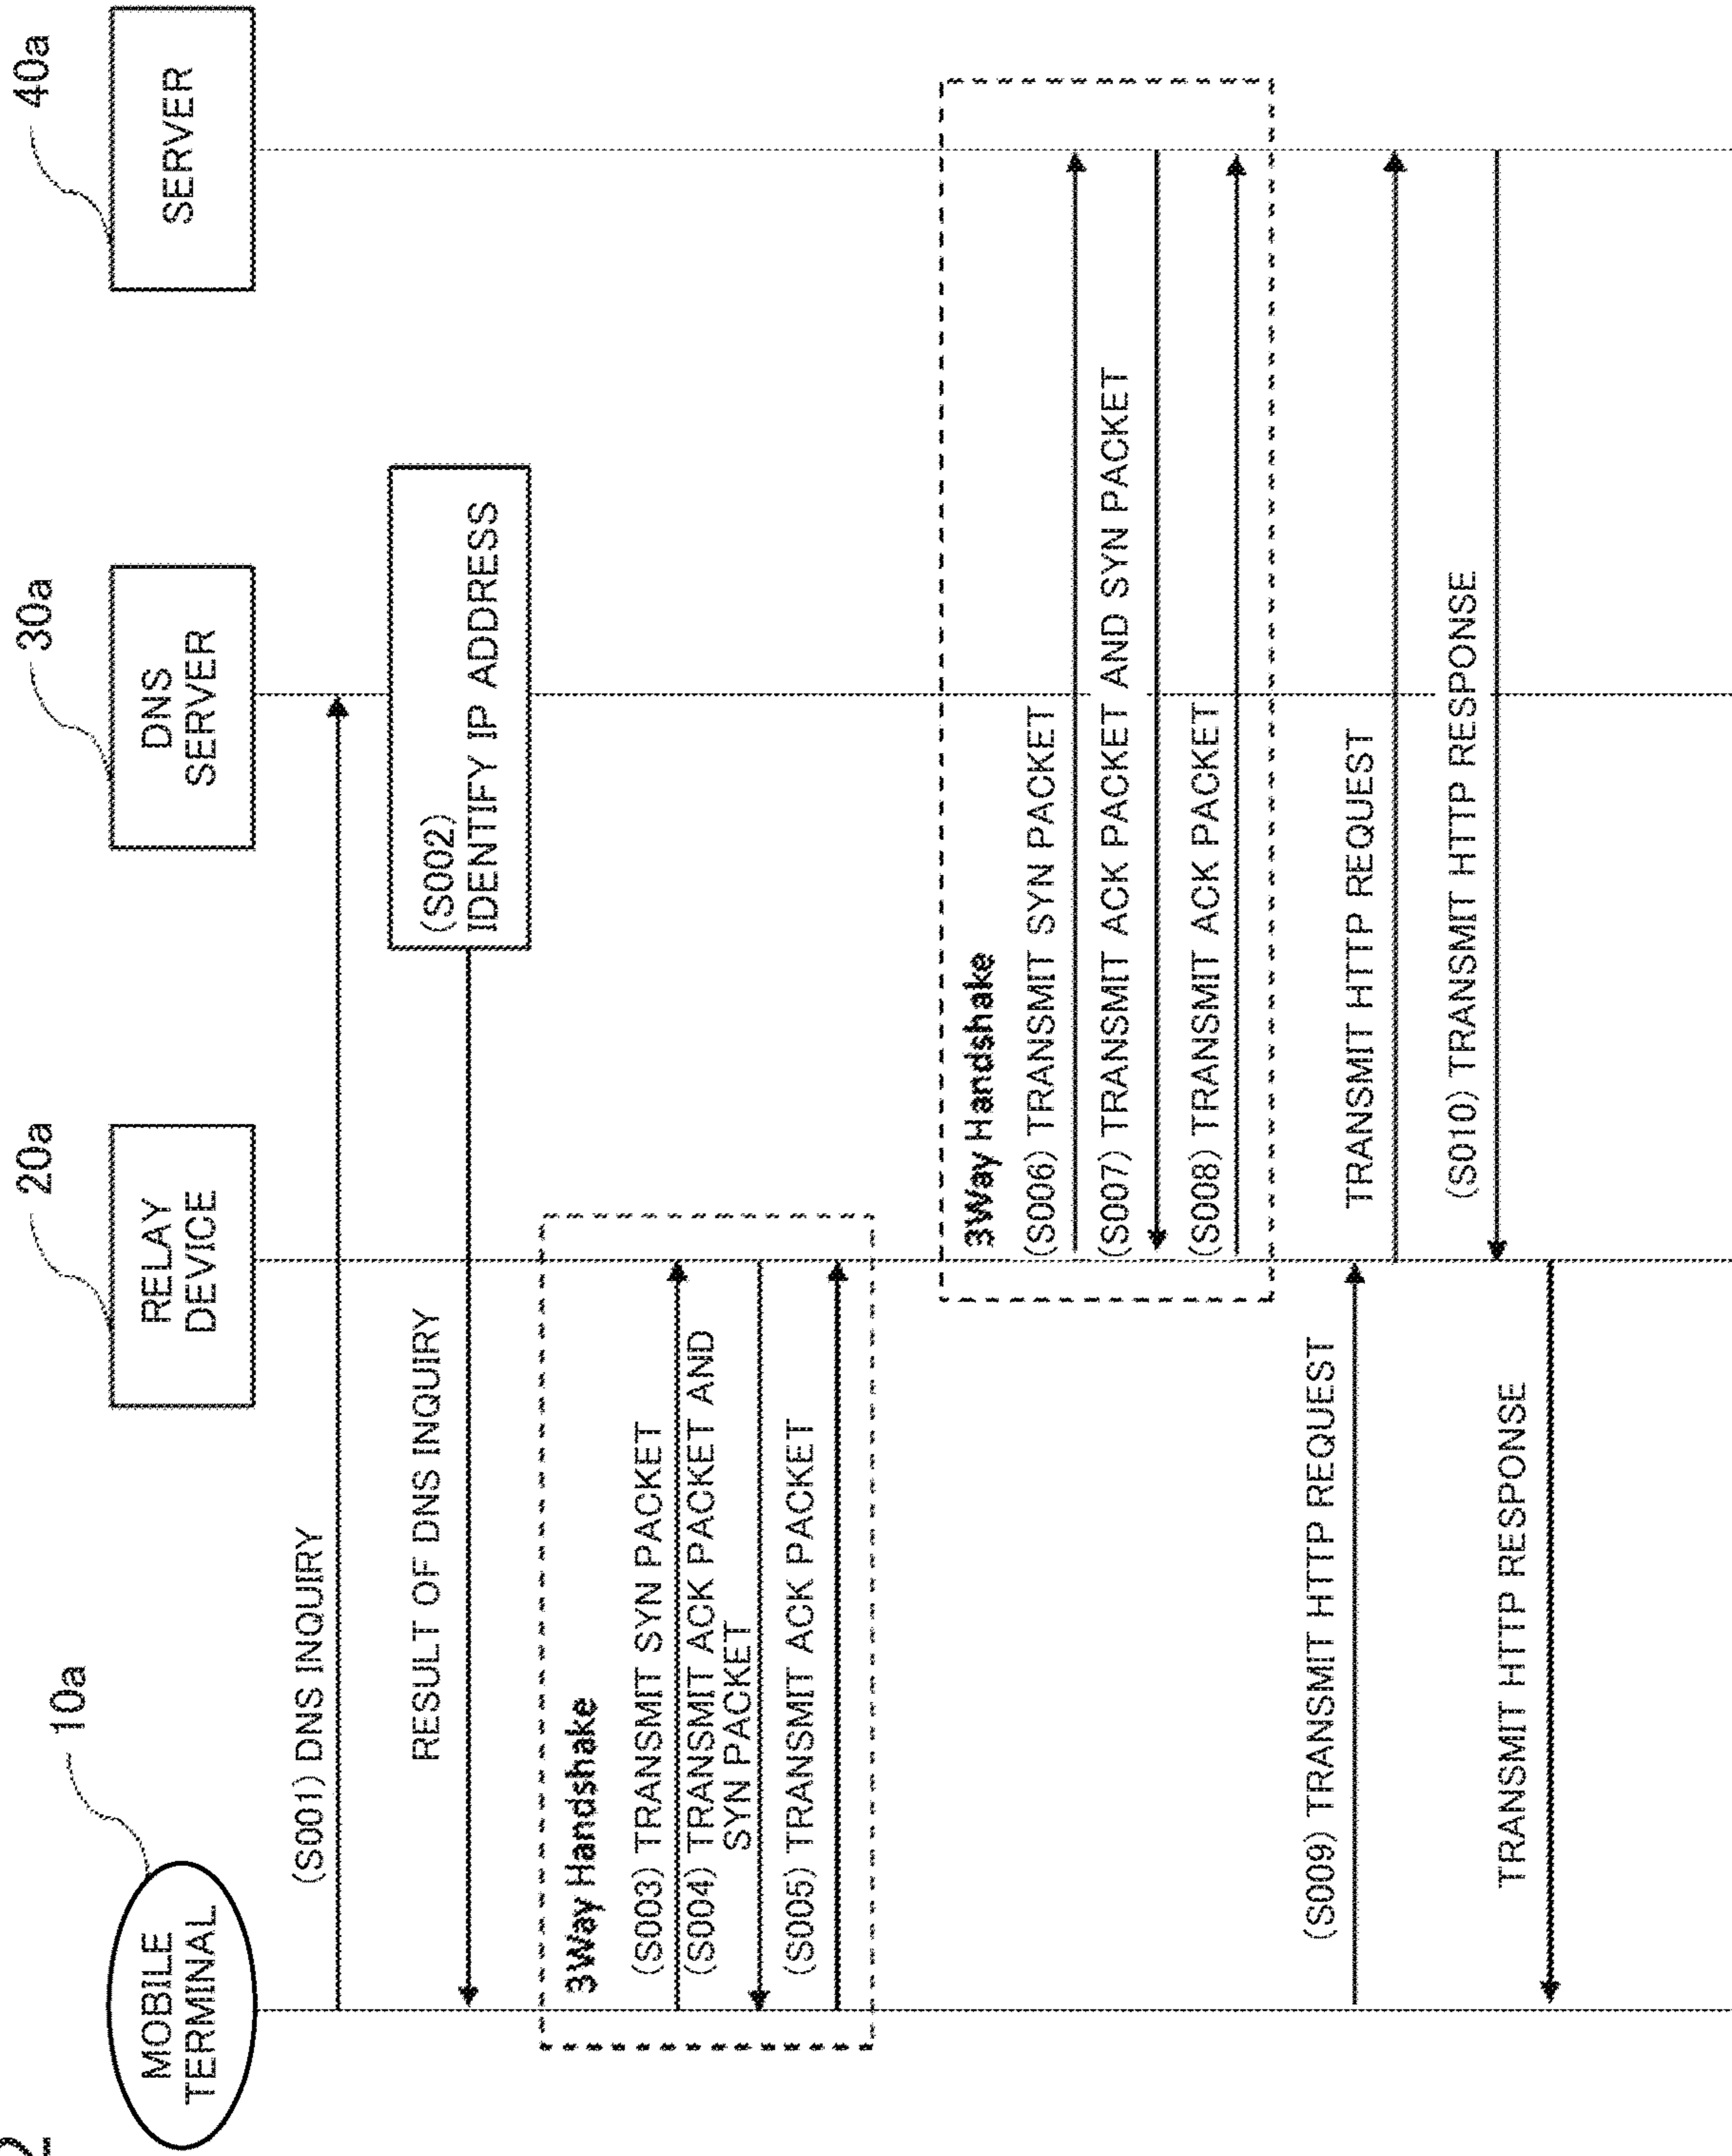 2
10a
20a
30a
40a
MOBILE
TERMINAL
RELAY
DEVICE
DNS
SERVER
SERVER
(S001) DNS INQUIRY
(S002)
IDENTIFY IP ADDRESS
RESULT OF DNS INQUIRY
3Way Handshake
(S003) TRANSMIT SYN PACKET
(S004) TRANSMIT ACK PACKET AND
SYN PACKET
(S005) TRANSMIT ACK PACKET
3Way Handshake
(S006) TRANSMIT SYN PACKET
(S007) TRANSMIT ACK PACKET AND SYN PACKET
(S008) TRANSMIT ACK PACKET
(S009) TRANSMIT HTTP REQUEST
TRANSMIT HTTP REQUEST
(S010) TRANSMIT HTTP RESPONSE
TRANSMIT HTTP RESPONSE